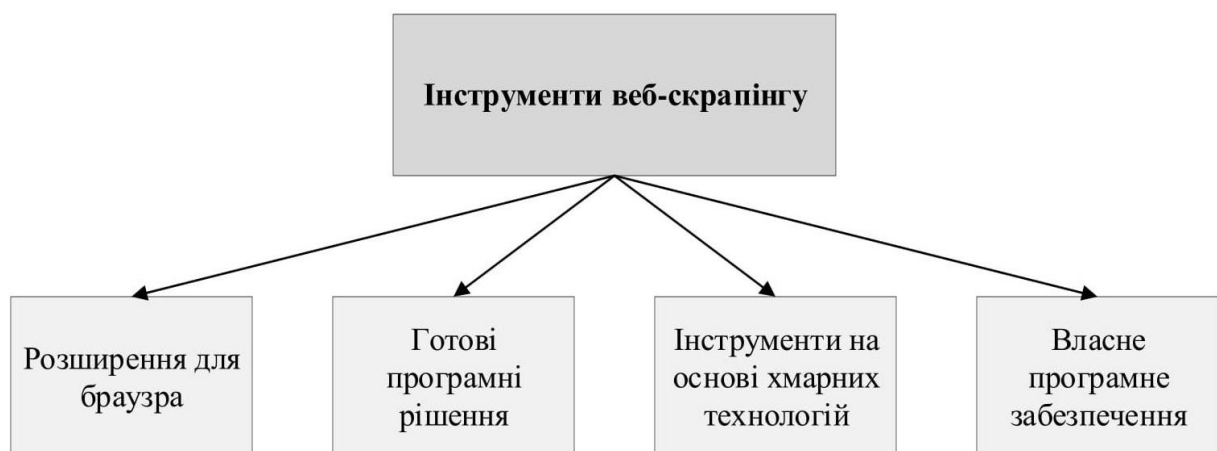 Інструменти веб-скрапінгу
Розширення для
браузра
Готові
програмні
рішення
Інструменти на
основі хмарних
технологій
Власне
програмне
забезпечення